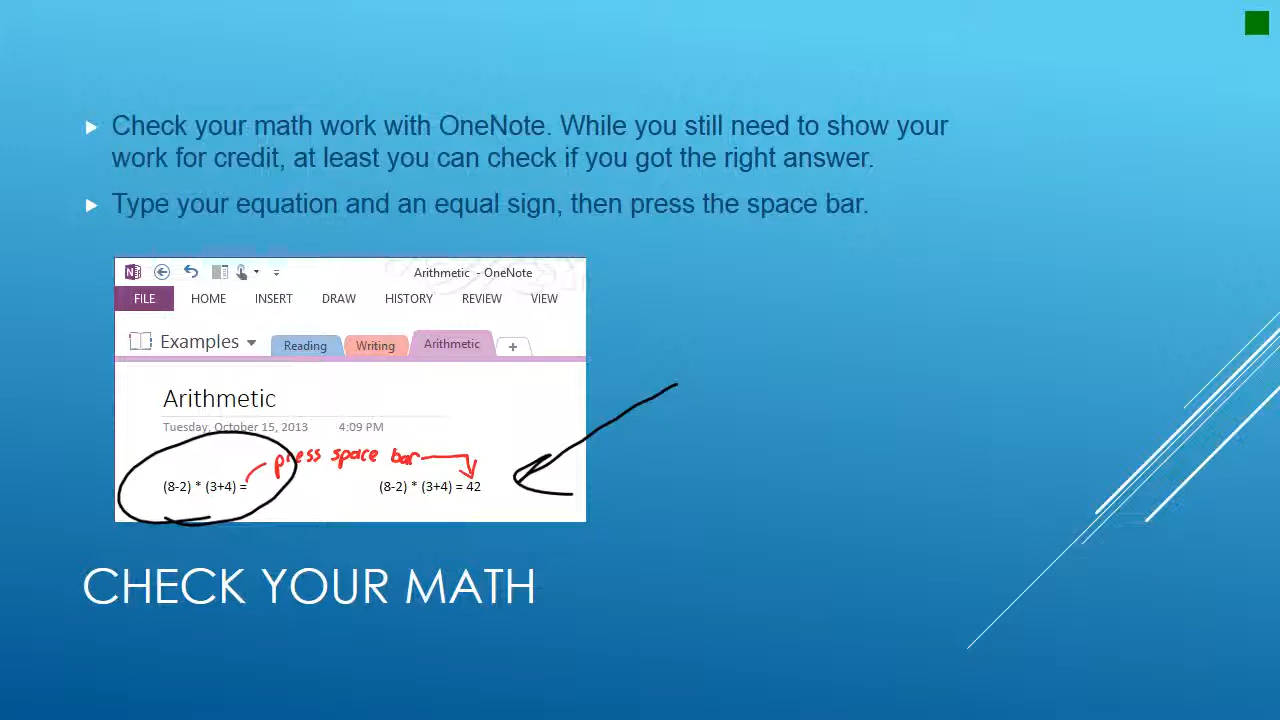 Check your math work with OneNote. While you still need to show your
work for credit, at least you can check if you got the right answer.
Type your equation and an equal sign, then press the space bar.
Arithmetic - OneNote
FILE HOME INSERT DRAW HISTORY REVIEW VIEW
Examples Reading Writing Arithmetic +
Arithmetic
Tuesday, October 15, 2013 4:09 PM
press space bar
(8-2) * (3+4) = (8-2) * (3+4) = 42
CHECK YOUR MATH